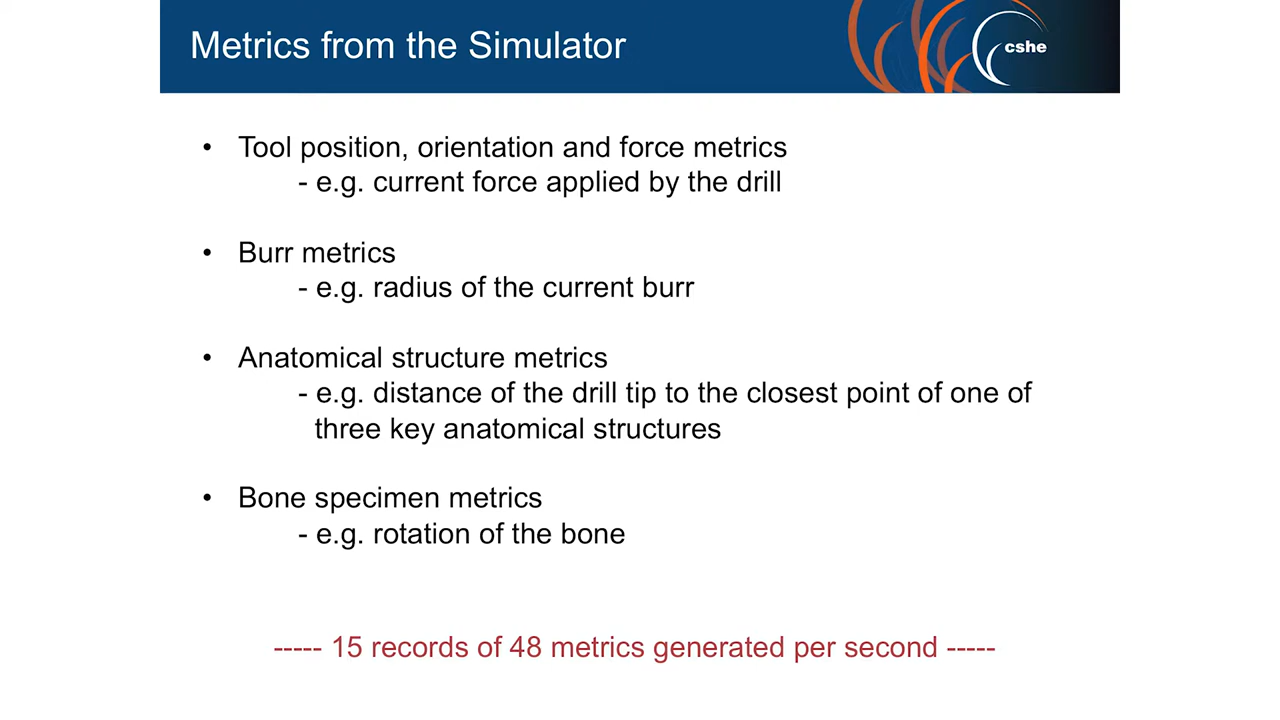 Metrics from the Simulator
cshe
• Tool position, orientation and force metrics
- e.g. current force applied by the drill
• Burr metrics
- e.g. radius of the current burr
• Anatomical structure metrics
- e.g. distance of the drill tip to the closest point of one of
three key anatomical structures
• Bone specimen metrics
- e.g. rotation of the bone
----- 15 records of 48 metrics generated per second -----